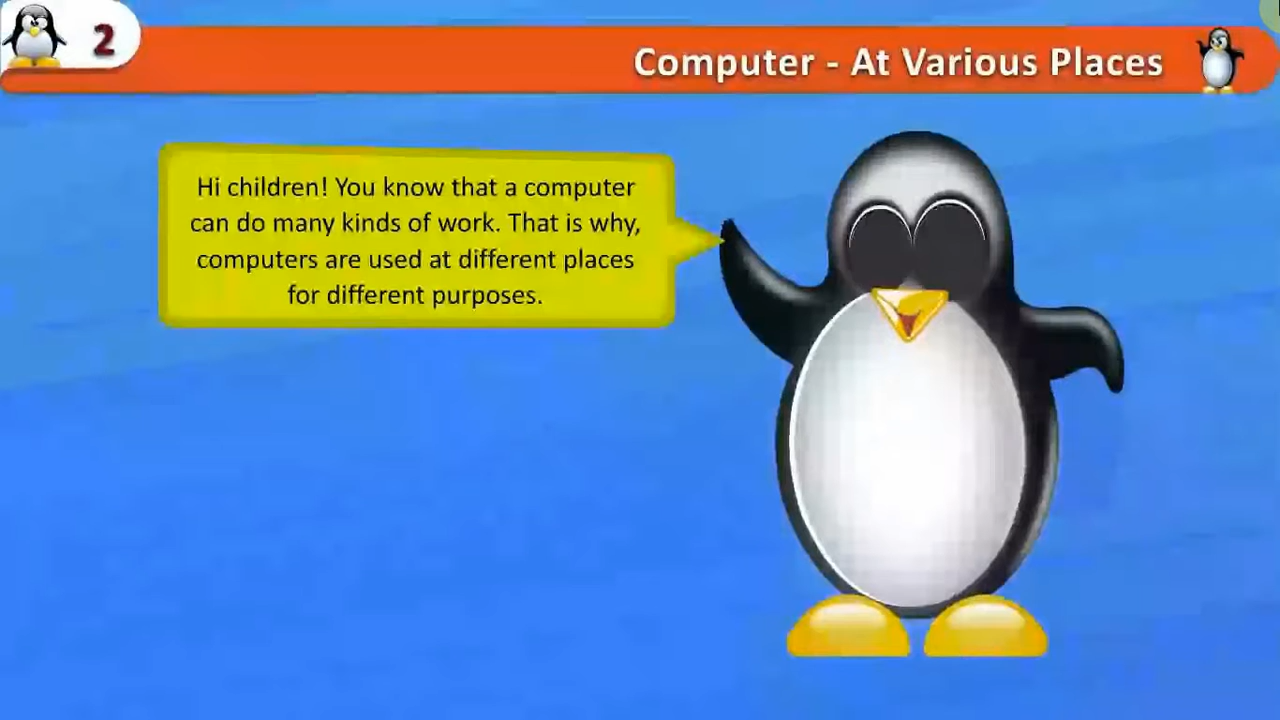 2
Computer - At Various Places
Hi children! You know that a computer
can do many kinds of work. That is why,
computers are used at different places
for different purposes.